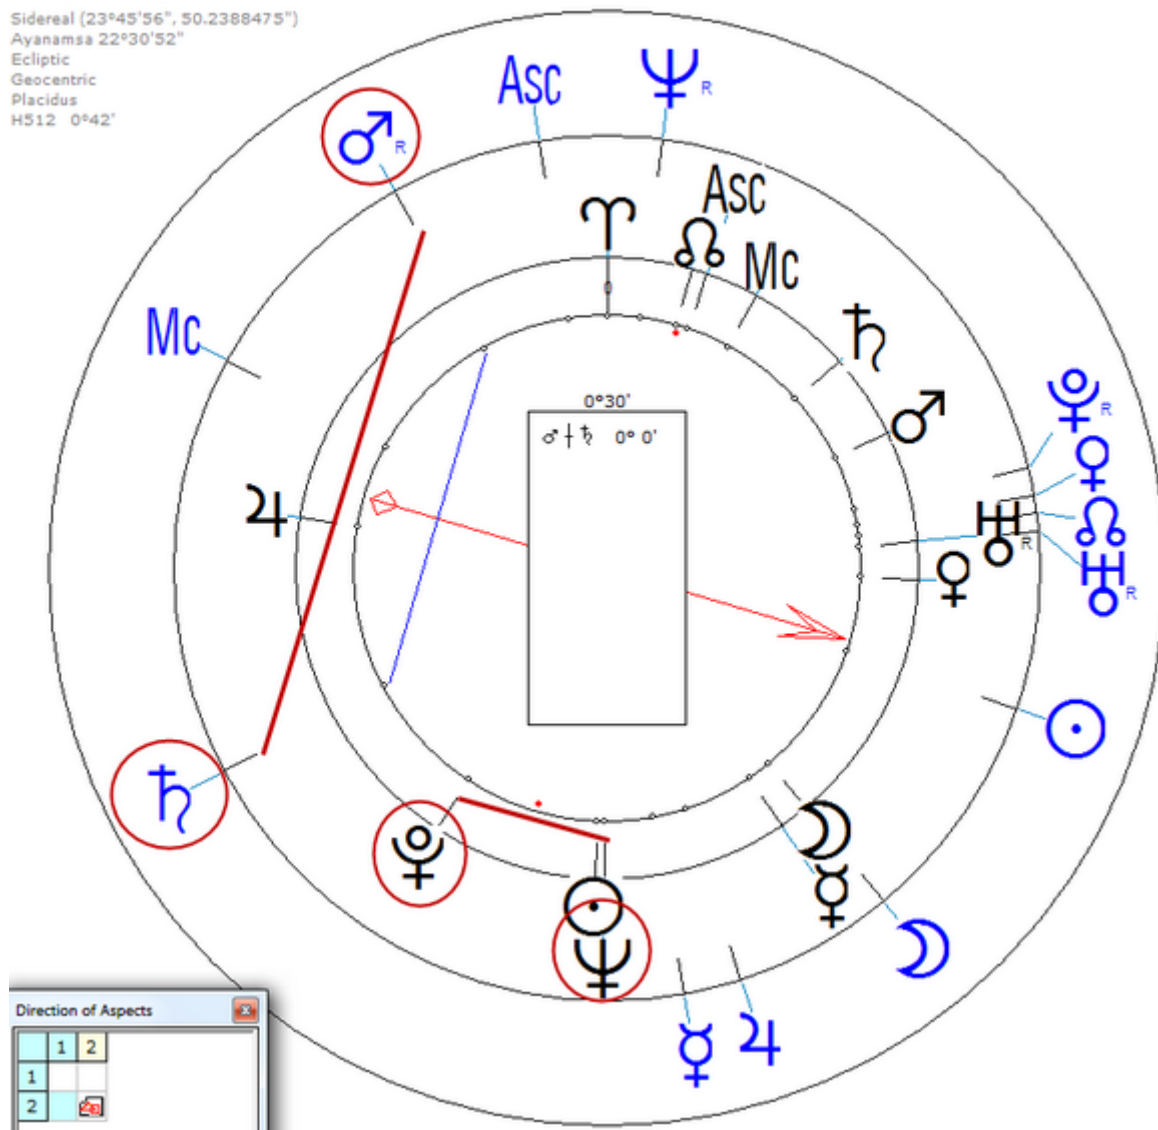 Sidereal (23°45'56", 50.2388475")
Ayanamsa 22°30'52"
Ecliptic
Geocentric
Placidus
H512 0°42'
Asc
♆ R
♂ R
Asc
☊
♈
Mc
Mc
♄
♇ R
♂
0°30'
♂ ┼ ♄ 0° 0'
♀
♃
♅ R
☊
♅ R
♀
☉
♄
☽
♇
☿
☉
☽
♆
☿
♃
Direction of Aspects
1 2
1
2